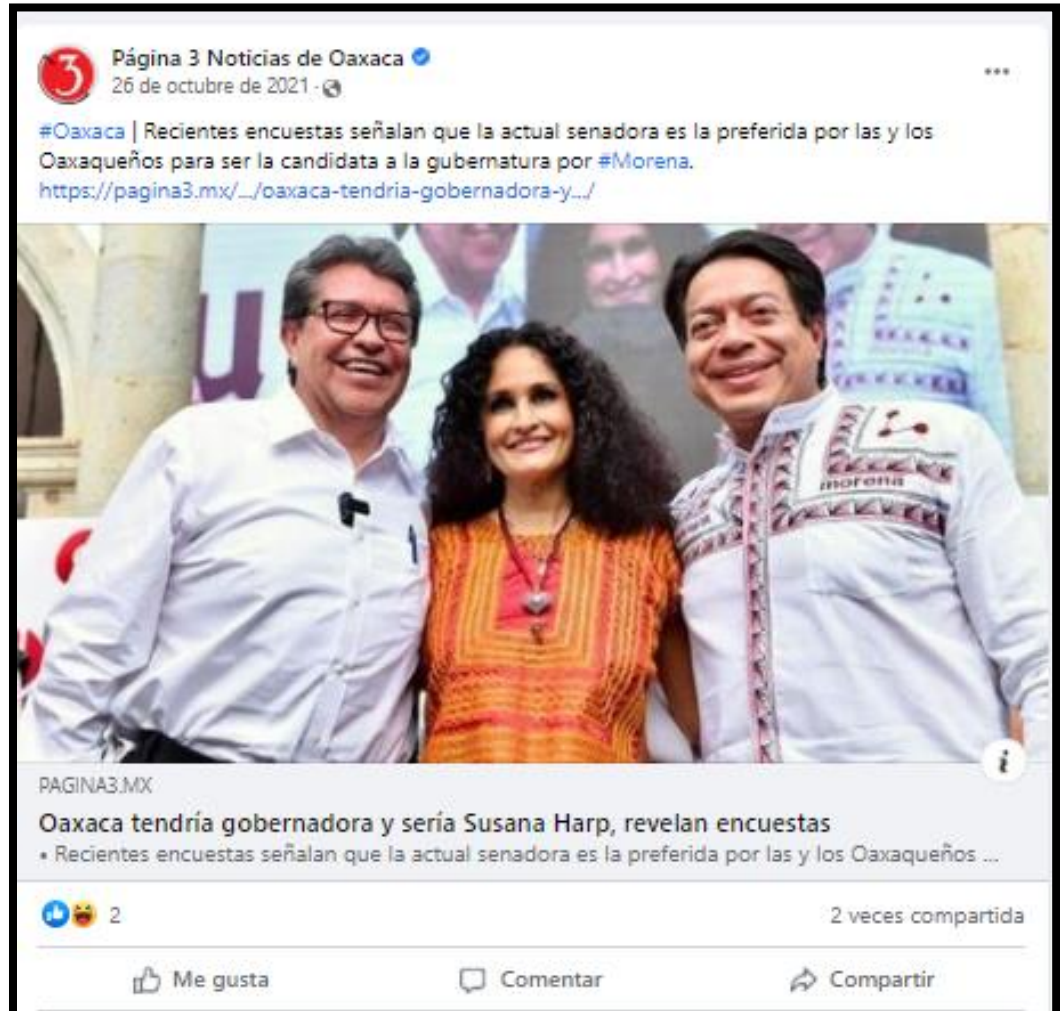 3
Página 3 Noticias de Oaxaca
26 de octubre de 2021 ·
#Oaxaca | Recientes encuestas señalan que la actual senadora es la preferida por las y los
Oaxaqueños para ser la candidata a la gubernatura por #Morena.
https://pagina3.mx/.../oaxaca-tendria-gobernadora-y.../
morena
i
PAGINA3.MX
Oaxaca tendría gobernadora y sería Susana Harp, revelan encuestas
• Recientes encuestas señalan que la actual senadora es la preferida por las y los Oaxaqueños ...
2
2 veces compartida
Me gusta
Comentar
Compartir